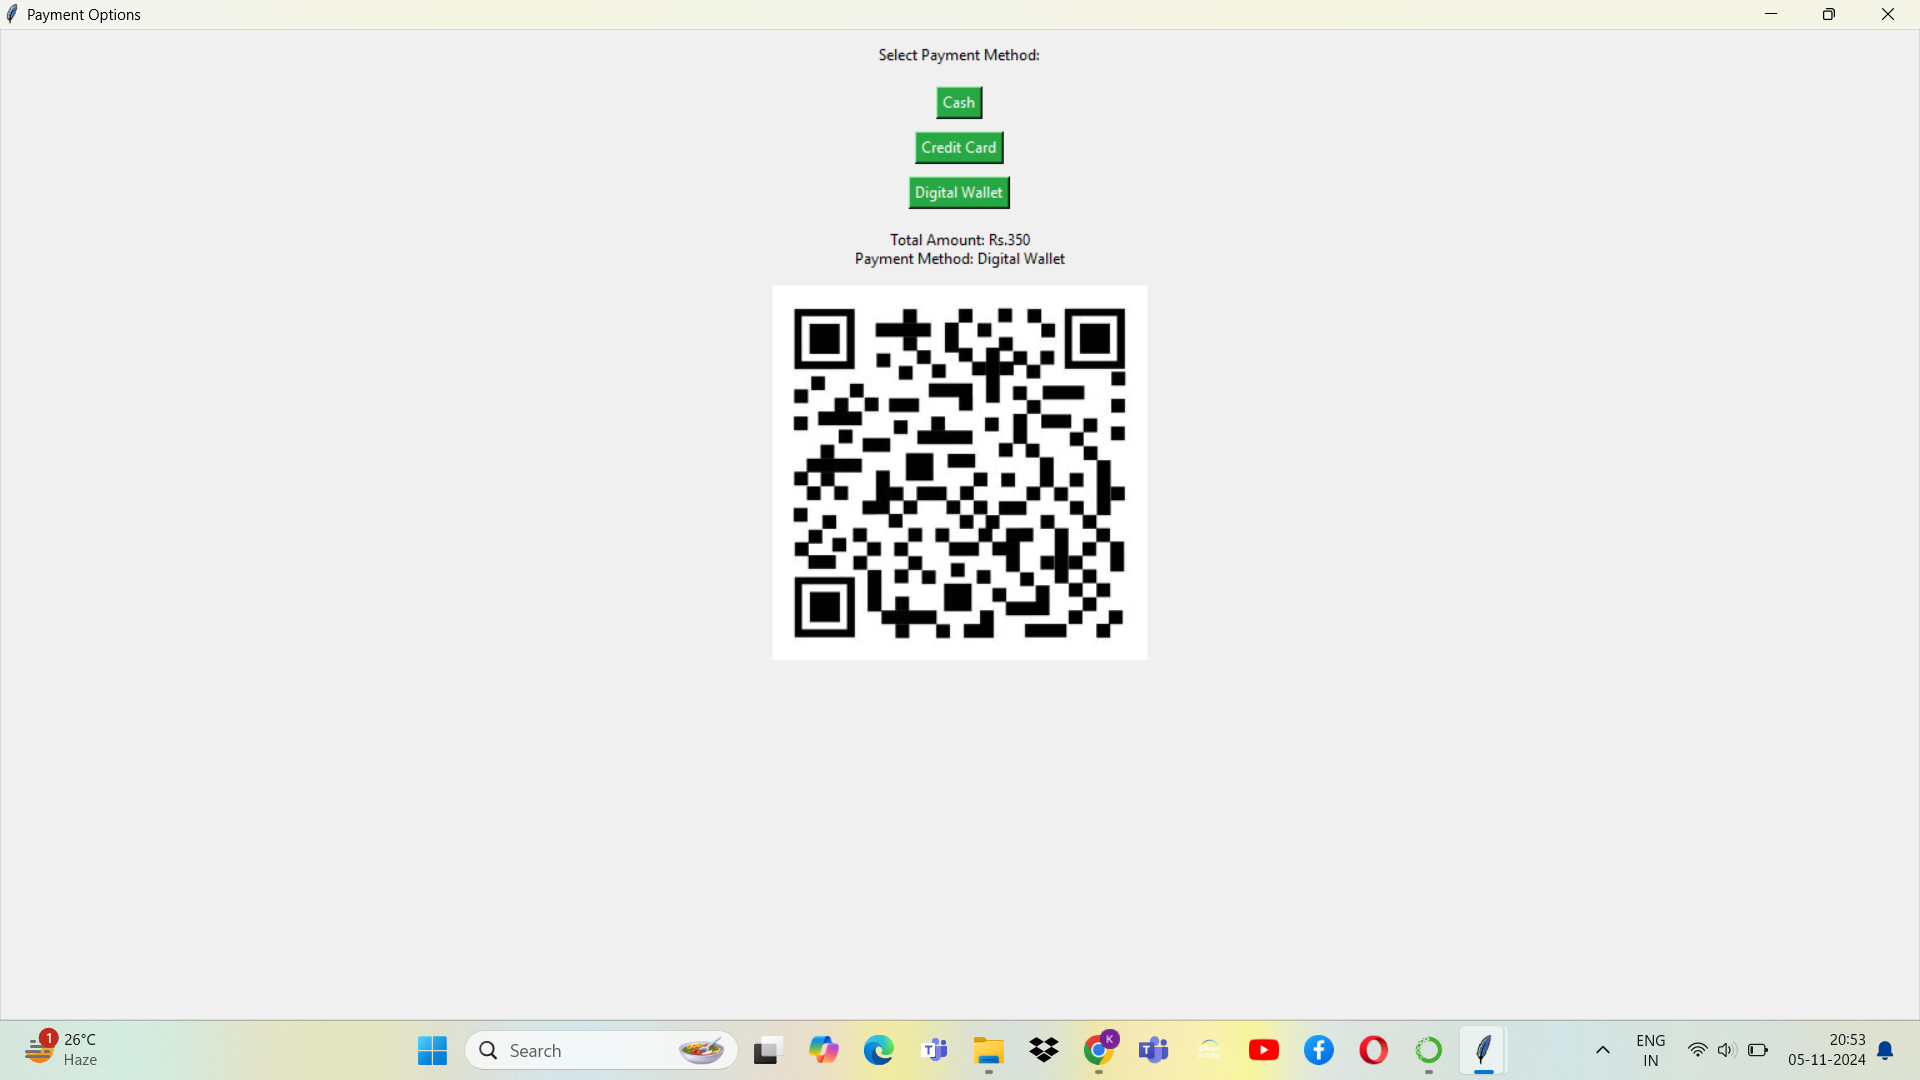 Payment Options
Select Payment Method:
Cash
Credit Card
Digital Wallet
Total Amount: Rs.350
Payment Method: Digital Wallet
1
26°C
Haze
Search
K
ENG
IN
20:53
05-11-2024